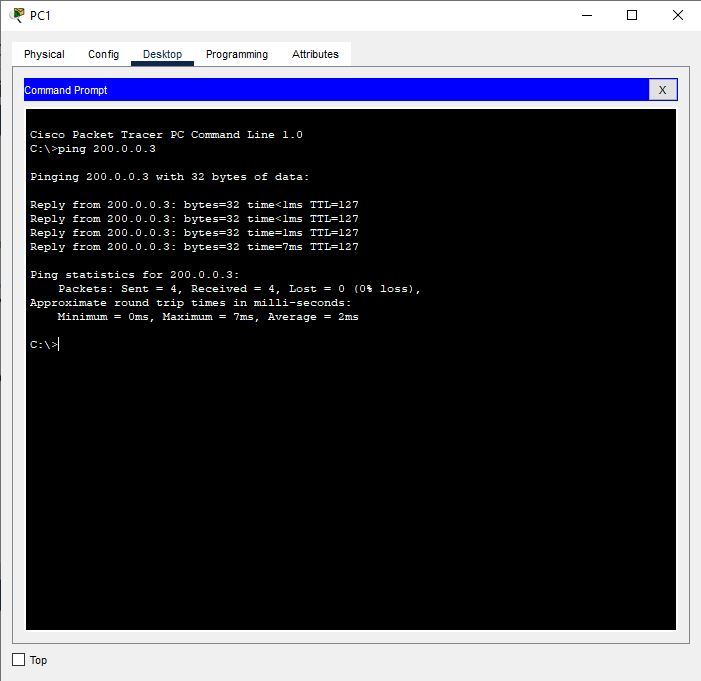 PC1
Physical Config Desktop Programming Attributes
Command Prompt X
Cisco Packet Tracer PC Command Line 1.0
C:\>ping 200.0.0.3
Pinging 200.0.0.3 with 32 bytes of data:
Reply from 200.0.0.3: bytes=32 time<1ms TTL=127
Reply from 200.0.0.3: bytes=32 time<1ms TTL=127
Reply from 200.0.0.3: bytes=32 time=1ms TTL=127
Reply from 200.0.0.3: bytes=32 time=7ms TTL=127
Ping statistics for 200.0.0.3:
Packets: Sent = 4, Received = 4, Lost = 0 (0% loss),
Approximate round trip times in milli-seconds:
Minimum = 0ms, Maximum = 7ms, Average = 2ms
C:\>
Top